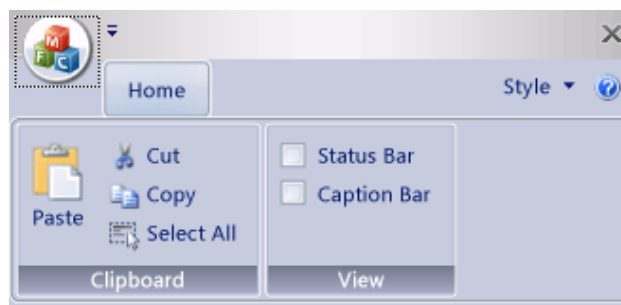 M
F C
Home
Style
?
Cut
Status Bar
Copy
Caption Bar
Paste
Select All
Clipboard
View